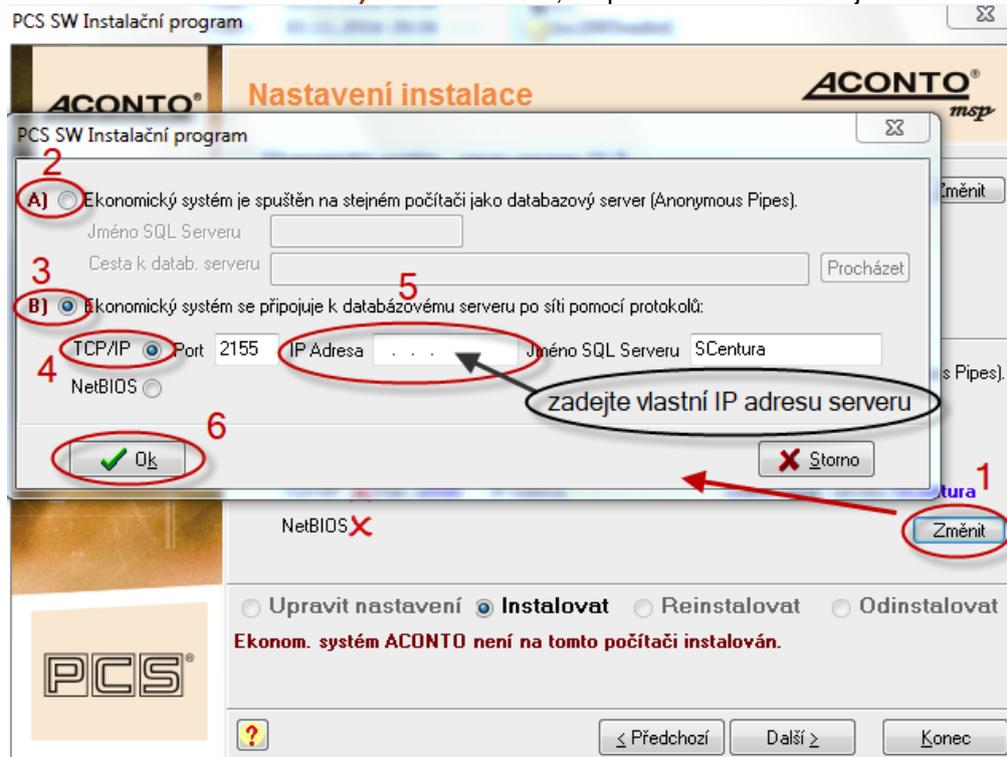 PCS SW Instalační program
ACONTO®
Nastavení instalace
ACONTO®
msp
PCS SW Instalační program
Změnit
2
A) Ekonomický systém je spuštěn na stejném počítači jako databazový server (Anonymous Pipes).
Jméno SQL Serveru
Cesta k datab. serveru
Procházet
3
5
B) Ekonomický systém se připojuje k databázovému serveru po síti pomocí protokolů:
TCP/IP Port 2155 IP Adresa . . . Jméno SQL Serveru SCentura
4
NetBIOS
s Pipes).
zadejte vlastní IP adresu serveru
6
Ok
Storno
1
tura
NetBIOS
Změnit
Upravit nastavení Instalovat Reinstalovat Odinstalovat
Ekonom. systém ACONTO není na tomto počítači instalován.
PCS®
?
< Předchozí
Další >
Konec